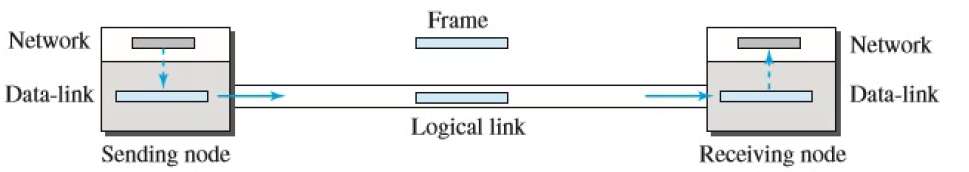 Frame
Network
Network
Data-link
Data-link
Logical link
Sending node
Receiving node